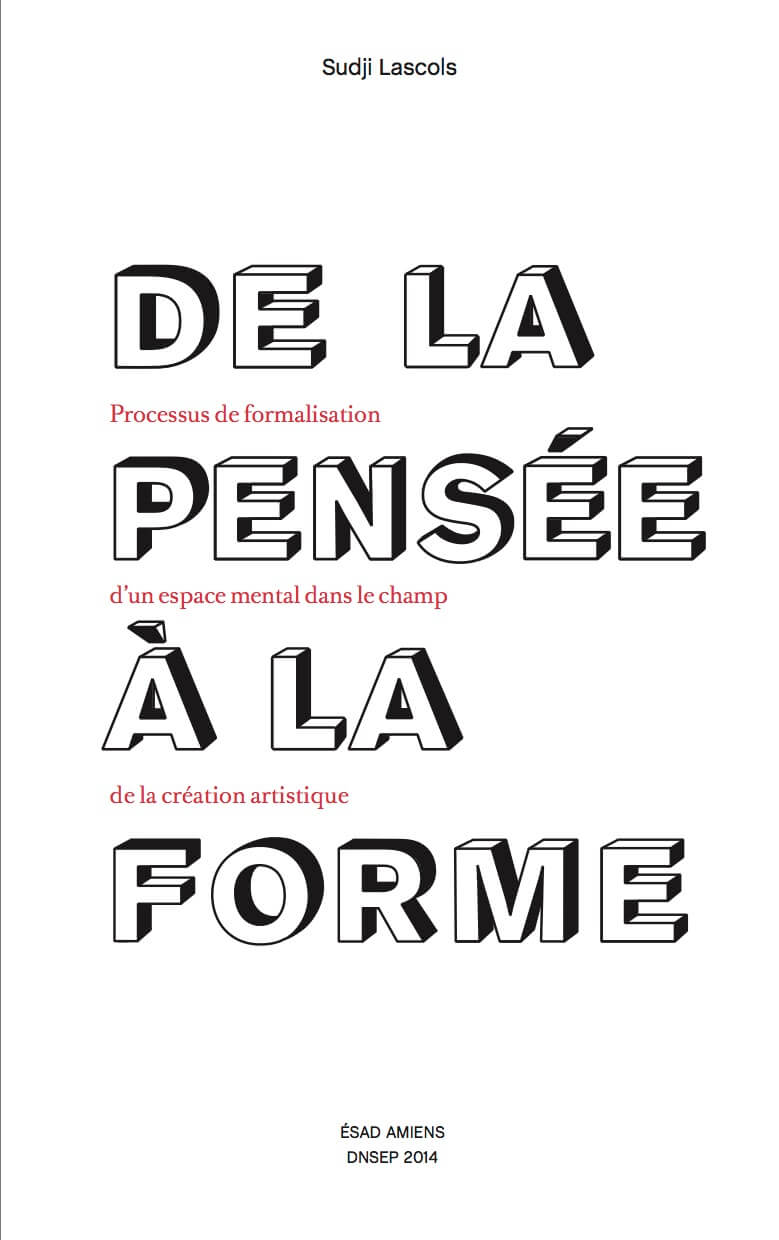 Sudji Lascols
DE LA
Processus de formalisation
PENSÉE
d’un espace mental dans le champ
À LA
de la création artistique
FORME
ÉSAD AMIENS
DNSEP 2014